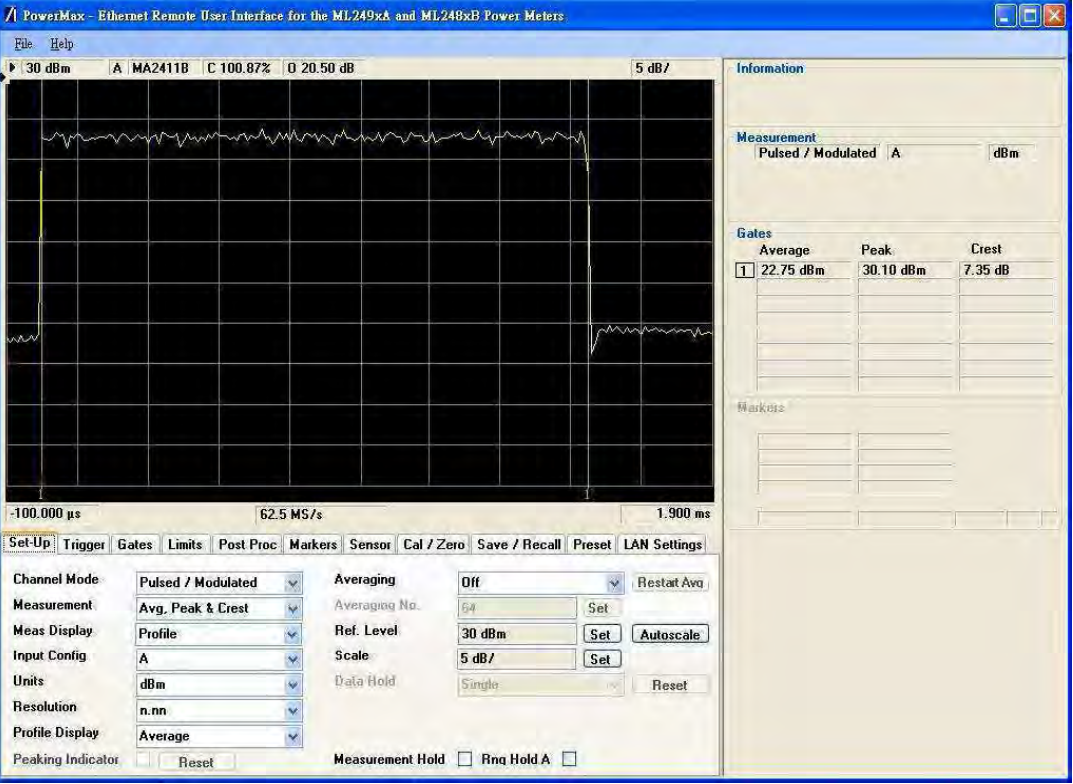 PowerMax - Ethernet Remote User Interface for the ML249xA and ML248xB Power Meters
File Help
30 dBm A MA2411B C 100.87% O 20.50 dB 5 dB/
1 1
-100.000 µs 62.5 MS/s 1.900 ms
Information
Measurement
Pulsed / Modulated A dBm
Gates
Average Peak Crest
1 22.75 dBm 30.10 dBm 7.35 dB
Markers
Set-Up Trigger Gates Limits Post Proc Markers Sensor Cal / Zero Save / Recall Preset LAN Settings
Channel Mode Pulsed / Modulated Averaging Off Restart Avg
Measurement Avg, Peak & Crest Averaging No. 64 Set
Meas Display Profile Ref. Level 30 dBm Set Autoscale
Input Config A Scale 5 dB/ Set
Units dBm Data Hold Single Reset
Resolution n.nn
Profile Display Average
Peaking Indicator Reset Measurement Hold Rng Hold A